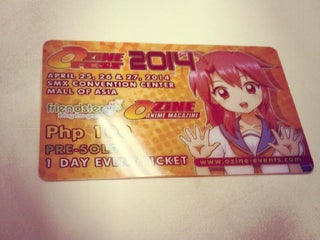 OZINE FEST 2014
APRIL 25, 26 & 27, 2014
SMX CONVENTION CENTER
MALL OF ASIA
friendster
OZINE
ANIME MAGAZINE
Php 100
PRE-SOLD
1 DAY EVENT TICKET
www.ozine-events.com